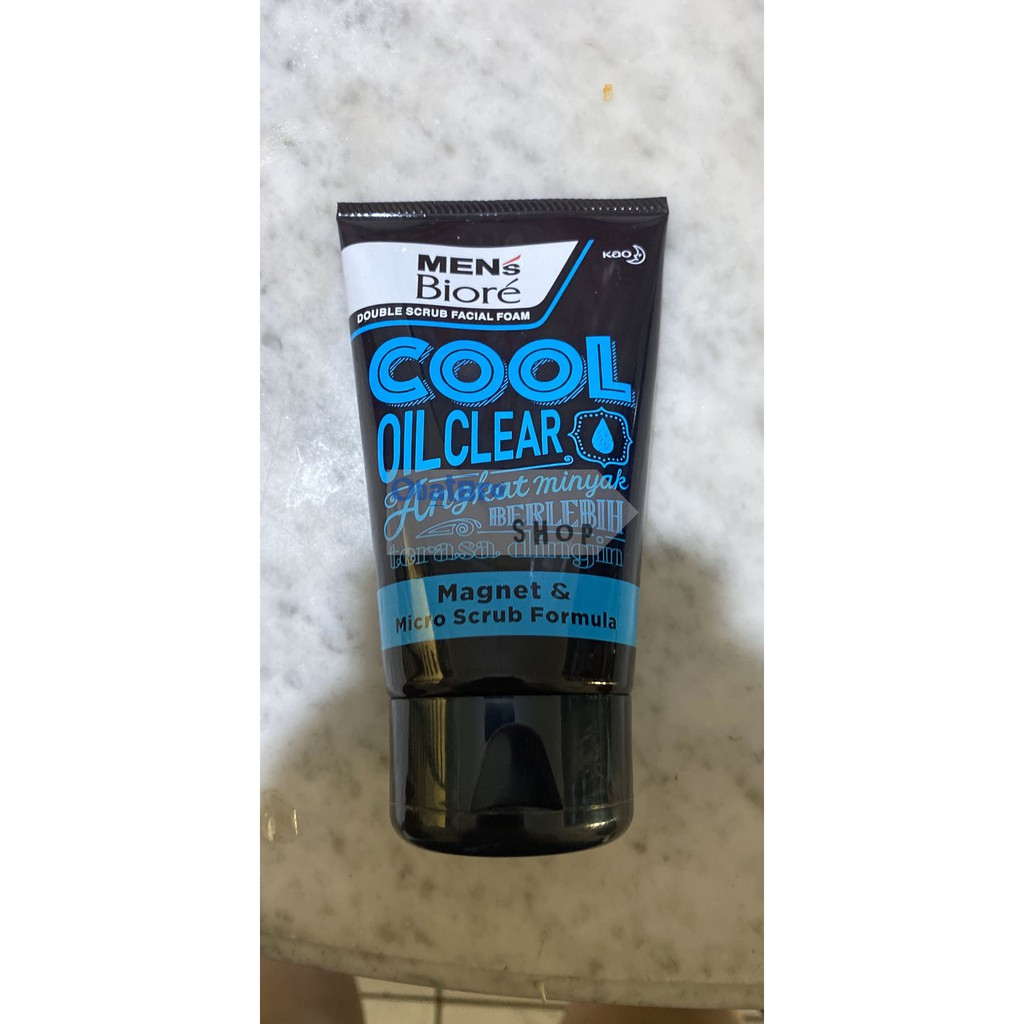 Kao
MEN's
Bioré
DOUBLE SCRUB FACIAL FOAM
COOL
OIL CLEAR
Angkat minyak
BERLEBIH
SHOP
terasa dingin
Magnet &
Micro Scrub Formula